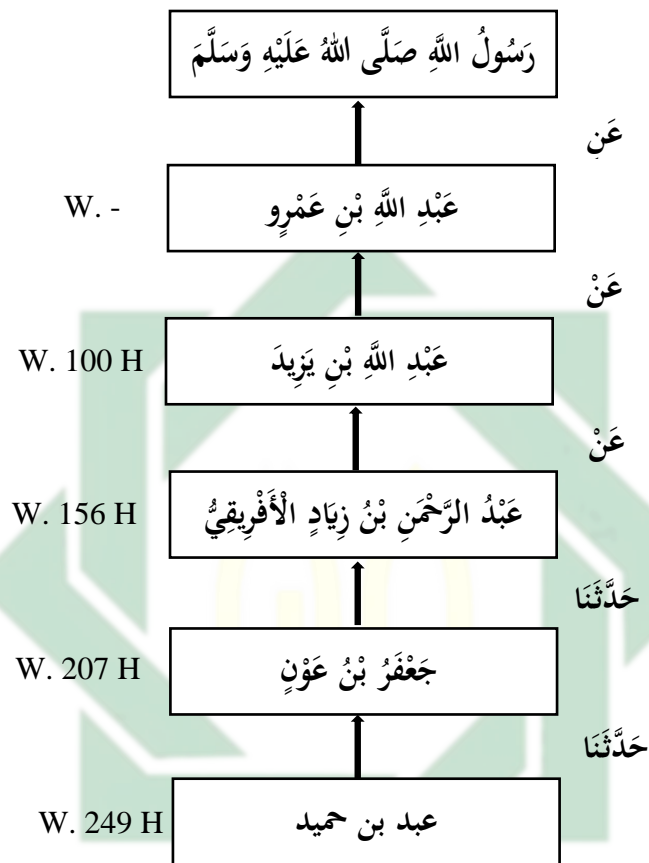 رَسُولُ اللَّهِ صَلَّى اللهُ عَلَيْهِ وَسَلَّمَ
عَنِ
W. -
عَبْدِ اللَّهِ بْنِ عَمْرٍو
عَنْ
W. 100 H
عَبْدِ اللَّهِ بْنِ يَزِيدَ
عَنْ
W. 156 H
عَبْدُ الرَّحْمَنِ بْنُ زِيَادٍ الْأَفْرِيقِيُّ
حَدَّثَنَا
W. 207 H
جَعْفَرُ بْنُ عَوْنٍ
حَدَّثَنَا
W. 249 H
عبد بن حميد